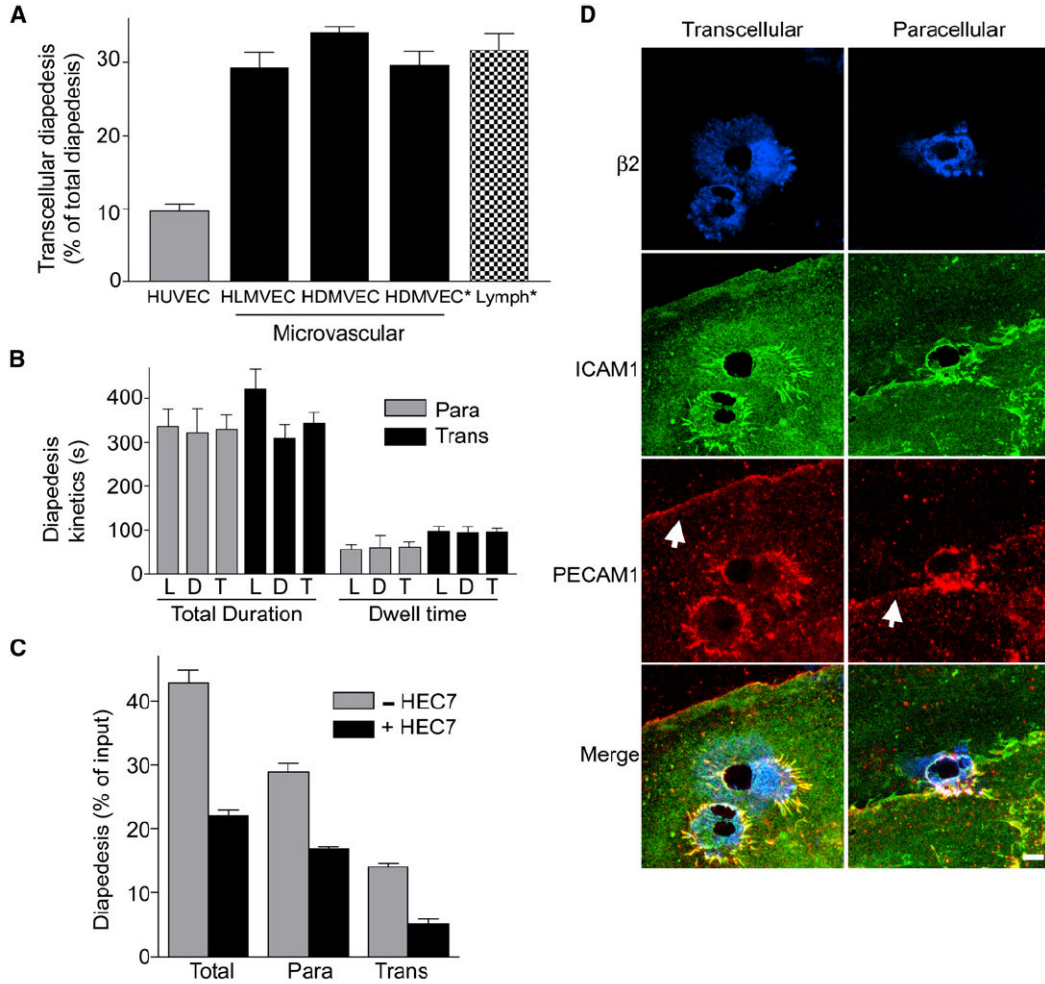 A
Transcellular diapedesis
(% of total diapedesis)
30
20
10
0
HUVEC HLMVEC HDMVEC HDMVEC* Lymph*
Microvascular
B
Diapedesis
kinetics (s)
400
300
200
100
0
Para
Trans
L D T L D T L D T L D T
Total Duration Dwell time
C
Diapedesis (% of input)
40
30
20
10
0
- HEC7
+ HEC7
Total Para Trans
D
Transcellular Paracellular
β2
ICAM1
PECAM1
Merge